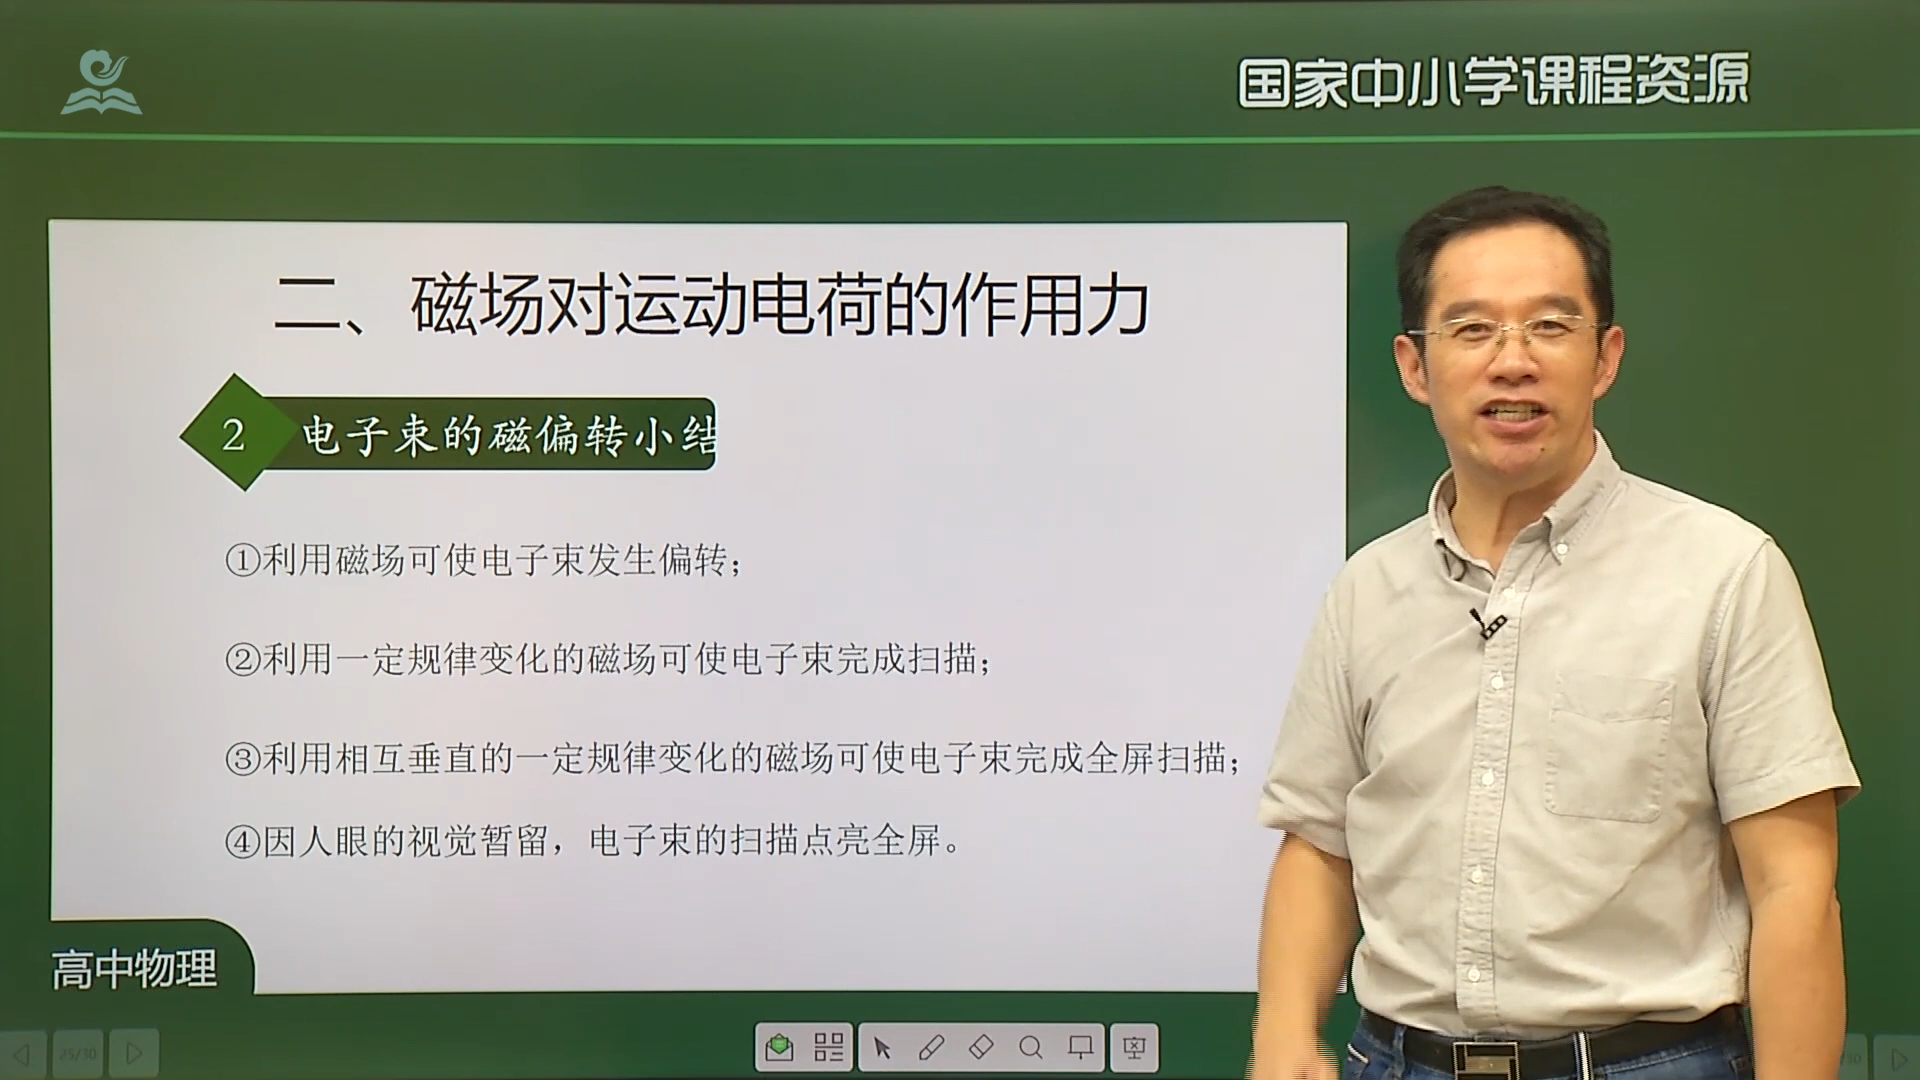 国家中小学课程资源
二、磁场对运动电荷的作用力
2 电子束的磁偏转小结
①利用磁场可使电子束发生偏转；
②利用一定规律变化的磁场可使电子束完成扫描；
③利用相互垂直的一定规律变化的磁场可使电子束完成全屏扫描；
④因人眼的视觉暂留，电子束的扫描点亮全屏。
高中物理
25/30